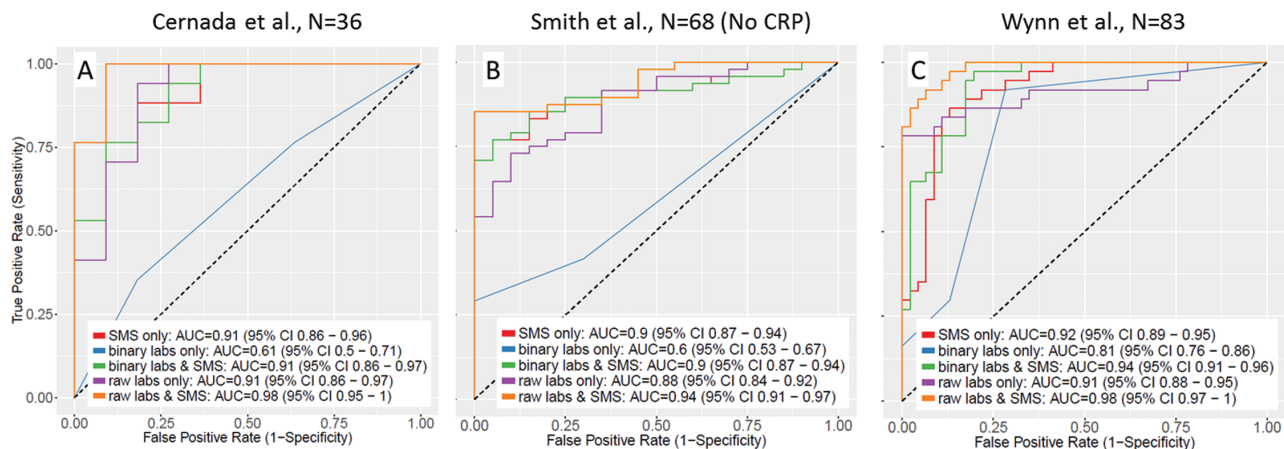 Cernada et al., N=36
Smith et al., N=68 (No CRP)
Wynn et al., N=83
True Positive Rate (Sensitivity)
1.00
0.75
0.50
0.25
0.00
A
SMS only: AUC=0.91 (95% CI 0.86 − 0.96)
binary labs only: AUC=0.61 (95% CI 0.5 − 0.71)
binary labs & SMS: AUC=0.91 (95% CI 0.86 − 0.97)
raw labs only: AUC=0.91 (95% CI 0.86 − 0.97)
raw labs & SMS: AUC=0.98 (95% CI 0.95 − 1)
0.00 0.25 0.50 0.75 1.00
False Positive Rate (1−Specificity)
B
SMS only: AUC=0.9 (95% CI 0.87 − 0.94)
binary labs only: AUC=0.6 (95% CI 0.53 − 0.67)
binary labs & SMS: AUC=0.9 (95% CI 0.87 − 0.94)
raw labs only: AUC=0.88 (95% CI 0.84 − 0.92)
raw labs & SMS: AUC=0.94 (95% CI 0.91 − 0.97)
0.00 0.25 0.50 0.75 1.00
False Positive Rate (1−Specificity)
C
SMS only: AUC=0.92 (95% CI 0.89 − 0.95)
binary labs only: AUC=0.81 (95% CI 0.76 − 0.86)
binary labs & SMS: AUC=0.94 (95% CI 0.91 − 0.96)
raw labs only: AUC=0.91 (95% CI 0.88 − 0.95)
raw labs & SMS: AUC=0.98 (95% CI 0.97 − 1)
0.00 0.25 0.50 0.75 1.00
False Positive Rate (1−Specificity)